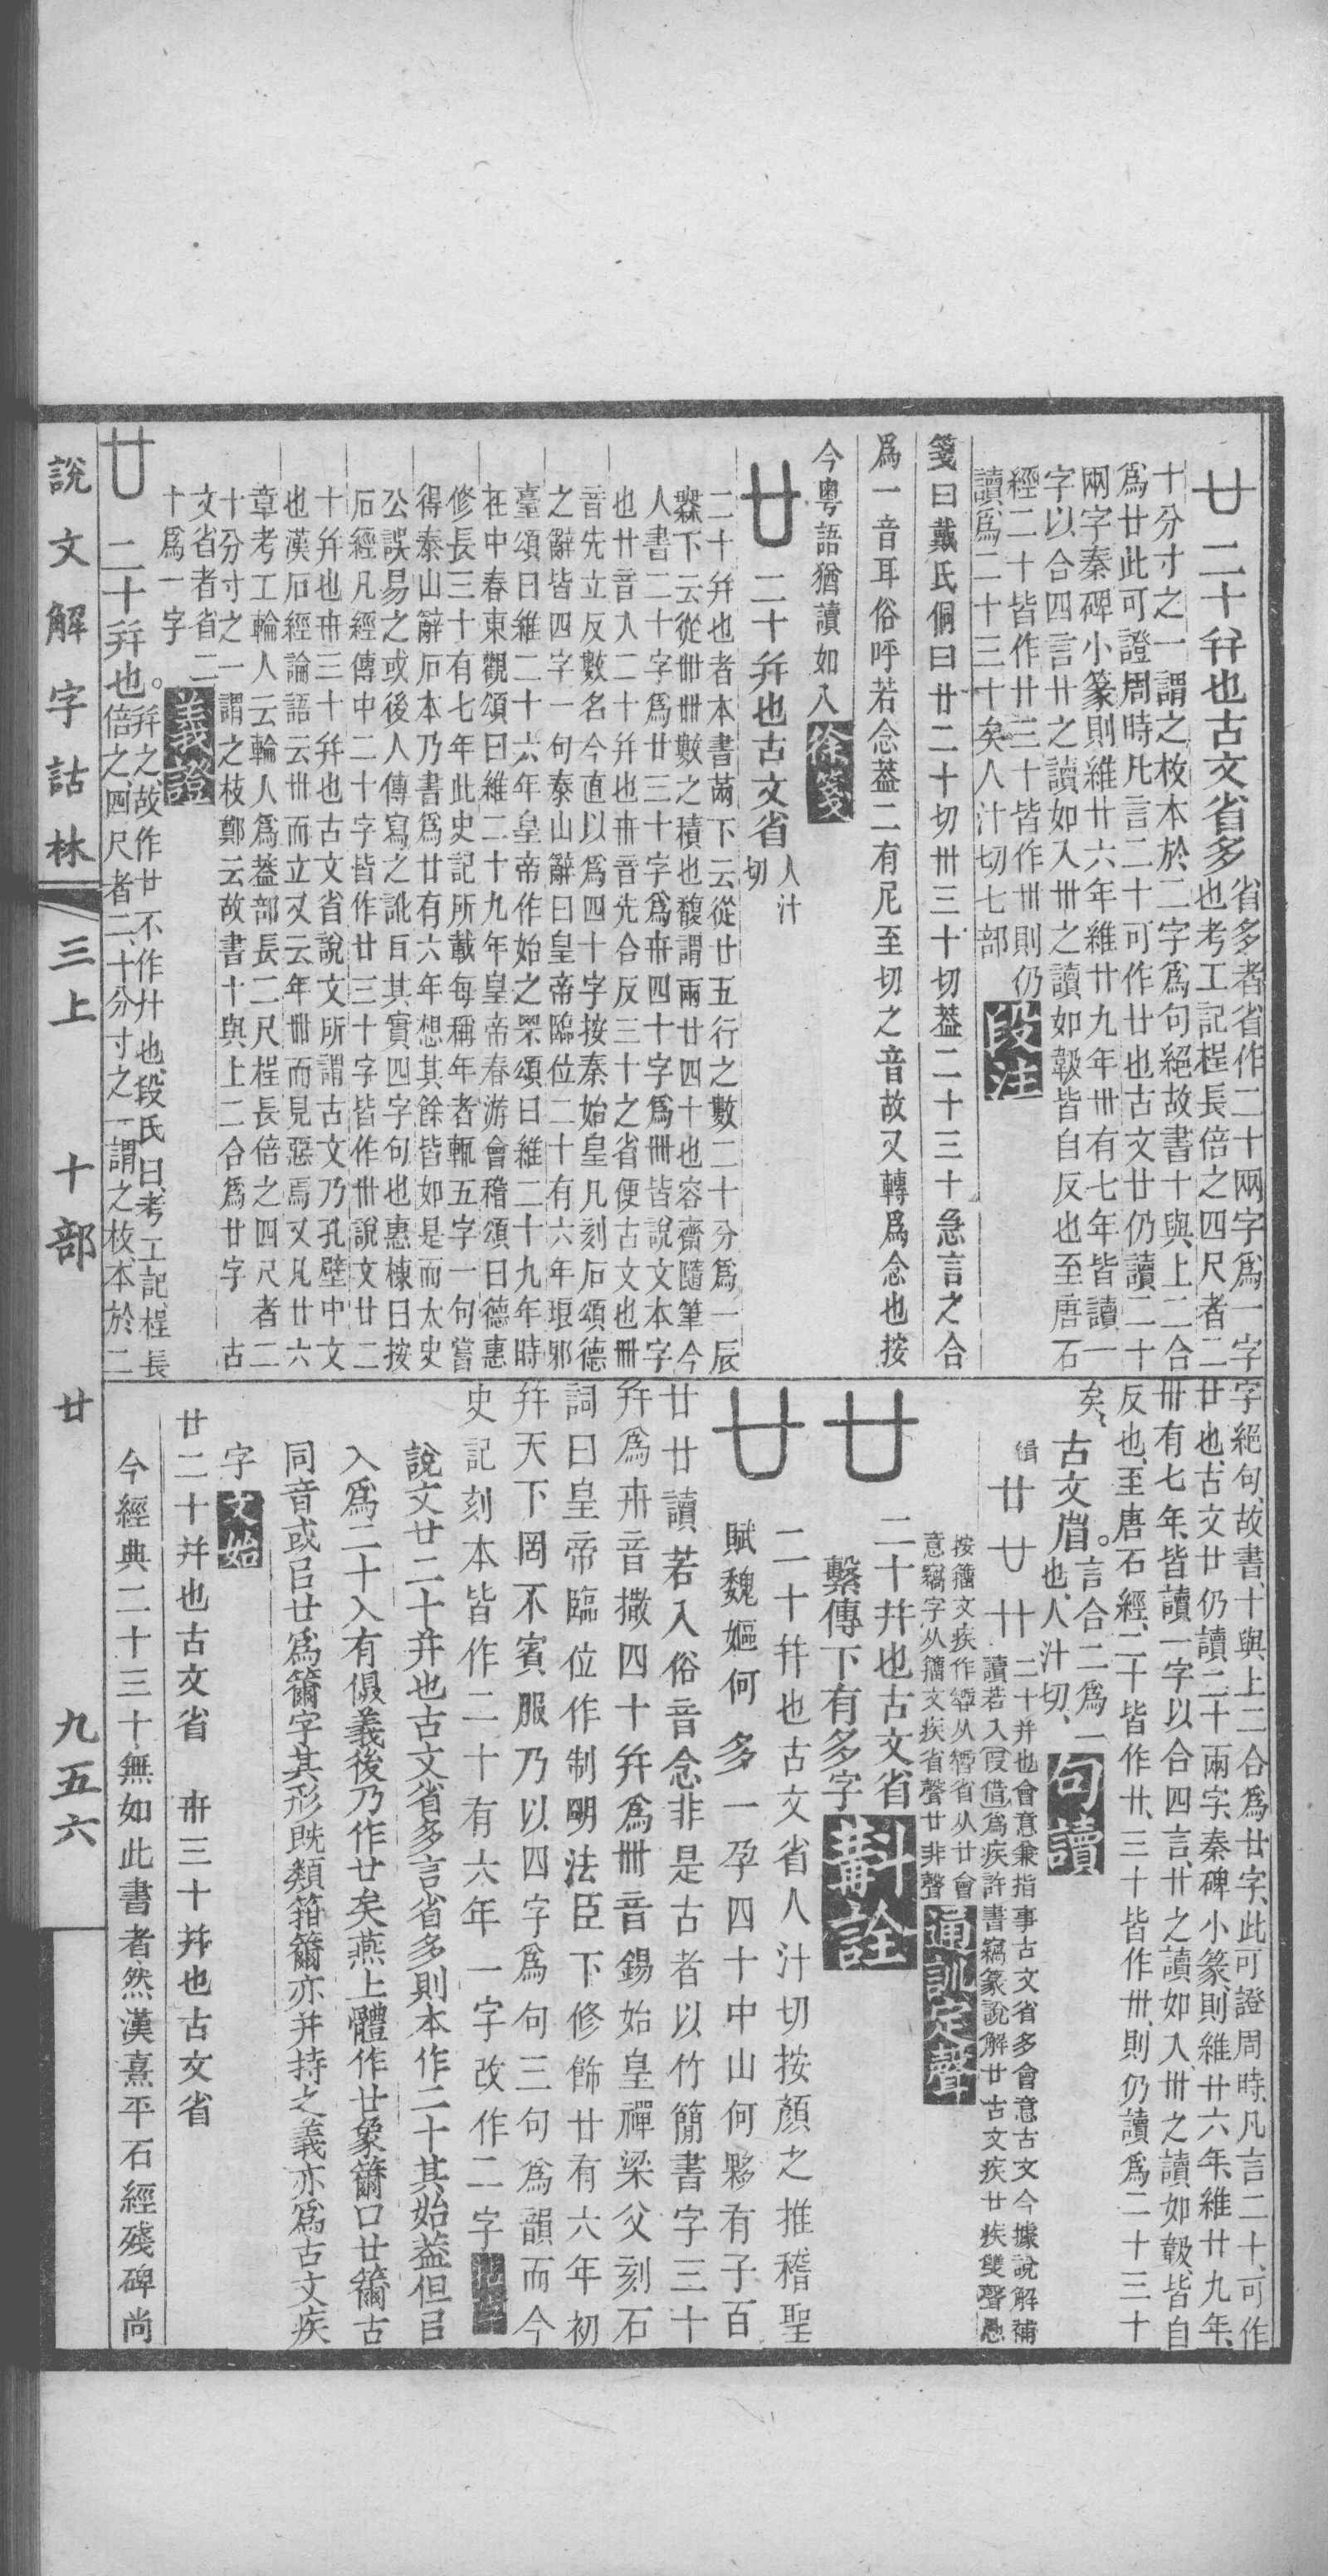 廿 二十幷也古文省多 省多者省作二十兩字爲一字
也考工記桯長倍之四尺者二
十分寸之一謂之枚本於二字爲句絕故書十與上二合
爲廿此可證周時凡言二十可作廿也古文廿仍讀二十
兩字秦碑小篆則維廿六年維廿九年卅有七年皆讀一
字以合四言廿之讀如入卅之讀如趿皆自反也至唐石
經二十皆作廿三十皆作卅則仍
讀爲二十三十矣人汁切七部 段注
箋曰戴氏侗曰廿二十切卅三十切葢二十三十急言之合
爲一音耳俗呼若念葢二有尼至切之音故又轉爲念也按
今粵語猶讀如入 徐箋
廿 二十幷也古文省 人汁
切
二十幷也者本書㒼下云從廿五行之數二十分爲一辰
森下云從卌卌數之積也馥謂兩廿四十也容齋隨筆今
人書二十字爲廿三十字爲卅四十字爲卌皆說文本字
也廿音入二十幷也卅音先合反三十之省便古文也卌
音先立反數名今直以爲四十字按秦始皇凡刻石頌德
之辭皆四字一句泰山辭曰皇帝臨位二十有六年琅邪
臺頌曰維二十六年皇帝作始之罘頌曰維二十九年時
在中春東觀頌曰維二十九年皇帝春游會稽頌曰德惠
修長三十有七年此史記所載每稱年者輒五字一句嘗
得泰山辭石本乃書爲廿有六年想其餘皆如是而太史
公誤易之或後人傳寫之訛耳其實四字句也惠棟曰按
石經凡經傳中二十字皆作廿三十字皆作卅說文廿二
十幷也卅三十幷也古文省說文所謂古文乃孔壁中文
也漢石經論語云卅而立又云年卌而見惡焉又凡廿六
章考工輪人云輪人爲葢部長二尺桯長倍之四尺者二
十分寸之一謂之枚鄭云故書十與上二合爲廿字 古
文省者省二
十爲一字 義證
廿 二十幷也。 幷之、故作廿不作廾也、段氏曰、考工記、桯長
倍之、四尺者二、十分寸之一謂之枚、本於二
字絕句、故書、十與上二合爲廿字、此可證周時、凡言二十、可作
廿也、古文廿仍讀二十兩字、秦碑小篆、則維廿六年、維廿九年、
卅有七年、皆讀一字以合四言、廿之讀如入、卅之讀如趿、皆自
反也、至唐石經、二十皆作廿、三十皆作卅、則仍讀爲二十三十
矣、 古文省。 言合二爲一
也、人汁切、 句讀
緝 廿 廿 二十幷也會意兼指事古文省多會意古文今據說解補
讀若入叚借爲疾許書竊篆說解廿古文疾廿疾雙聲
按籒文疾作從省从廿會
意竊字从籒文疾省聲廿非聲 通訓定聲
廿 二十幷也古文省
繫傳下有多字 斠詮
廿 二十幷也古文省人汁切按顏之推稽聖
賦魏嫗何多一孕四十中山何夥有子百
廿廿讀若入俗音念非是古者以竹簡書字三十
幷爲卅音撒四十幷爲卌音錫始皇禪梁父刻石
詞曰皇帝臨位作制明法臣下修飾廿有六年初
幷天下罔不賓服乃以四字爲句三句爲韻而今
史記刻本皆作二十有六年一字改作二字
說文廿二十幷也古文省多言省多則本作二十其始葢但㠯
入爲二十入有俱義後乃作廿矣燕上體作廿象籋口廿籋古
同音或㠯廿爲籋字其形旣類箝籋亦幷持之義亦爲古文疾
字 文始
廿二十幷也古文省 卅三十幷也古文省
今經典二十三十無如此書者然漢熹平石經殘碑尚
說文解字詁林 三上 十部 廿 九五六